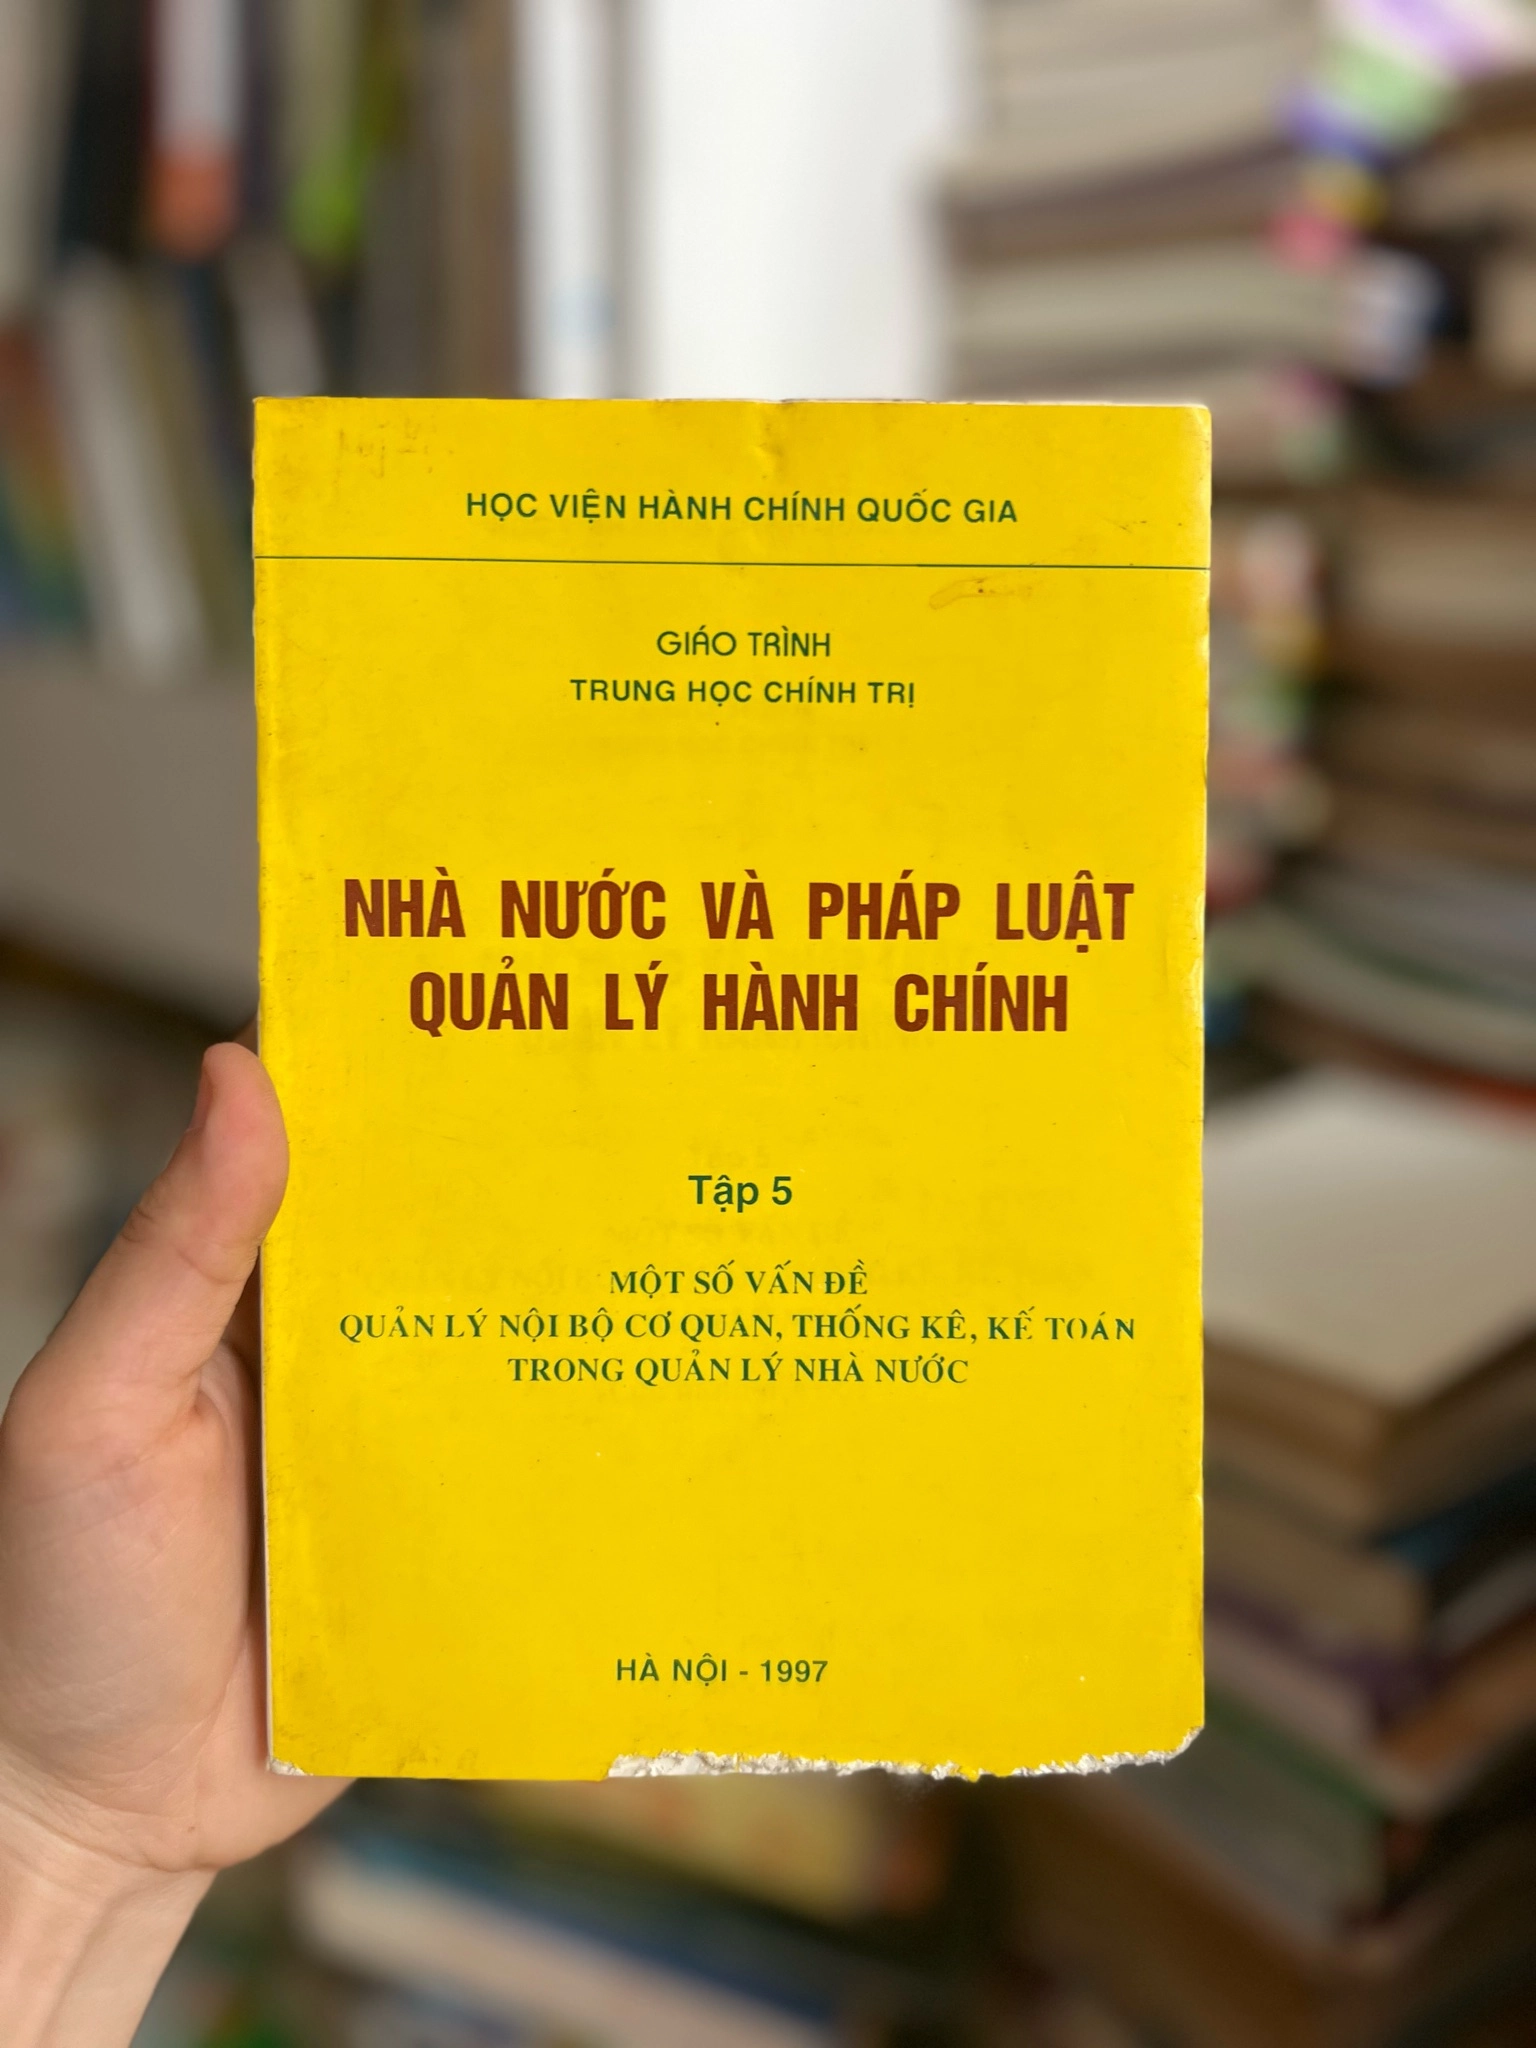 HỌC VIỆN HÀNH CHÍNH QUỐC GIA
GIÁO TRÌNH
TRUNG HỌC CHÍNH TRỊ
NHÀ NƯỚC VÀ PHÁP LUẬT
QUẢN LÝ HÀNH CHÍNH
Tập 5
MỘT SỐ VẤN ĐỀ
QUẢN LÝ NỘI BỘ CƠ QUAN, THỐNG KÊ, KẾ TOÁN
TRONG QUẢN LÝ NHÀ NƯỚC
HÀ NỘI - 1997